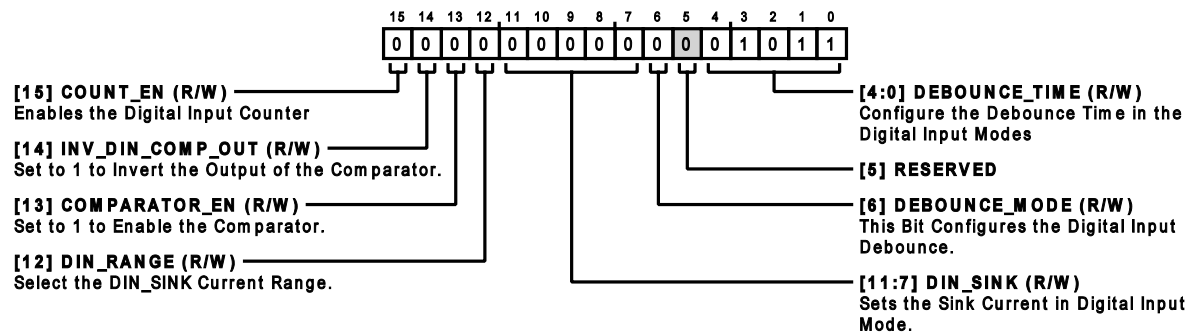 15 14 13 12 11 10 9 8 7 6 5 4 3 2 1 0
0 0 0 0 0 0 0 0 0 0 0 0 1 0 1 1
[15] COUNT_EN (R/W)
Enables the Digital Input Counter
[14] INV_DIN_COMP_OUT (R/W)
Set to 1 to Invert the Output of the Comparator.
[13] COMPARATOR_EN (R/W)
Set to 1 to Enable the Comparator.
[12] DIN_RANGE (R/W)
Select the DIN_SINK Current Range.
[4:0] DEBOUNCE_TIME (R/W)
Configure the Debounce Time in the
Digital Input Modes
[5] RESERVED
[6] DEBOUNCE_MODE (R/W)
This Bit Configures the Digital Input
Debounce.
[11:7] DIN_SINK (R/W)
Sets the Sink Current in Digital Input
Mode.